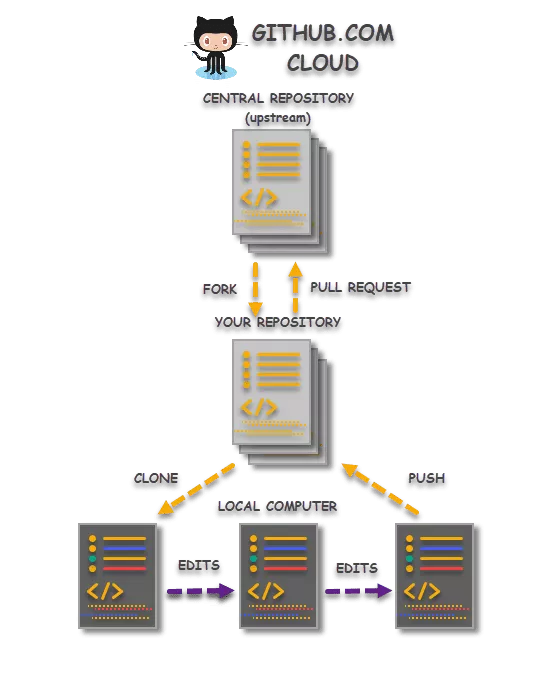 GITHUB.COM
CLOUD
CENTRAL REPOSITORY
(upstream)
</>
FORK
PULL REQUEST
YOUR REPOSITORY
</>
CLONE
PUSH
LOCAL COMPUTER
EDITS
EDITS
</>
</>
</>